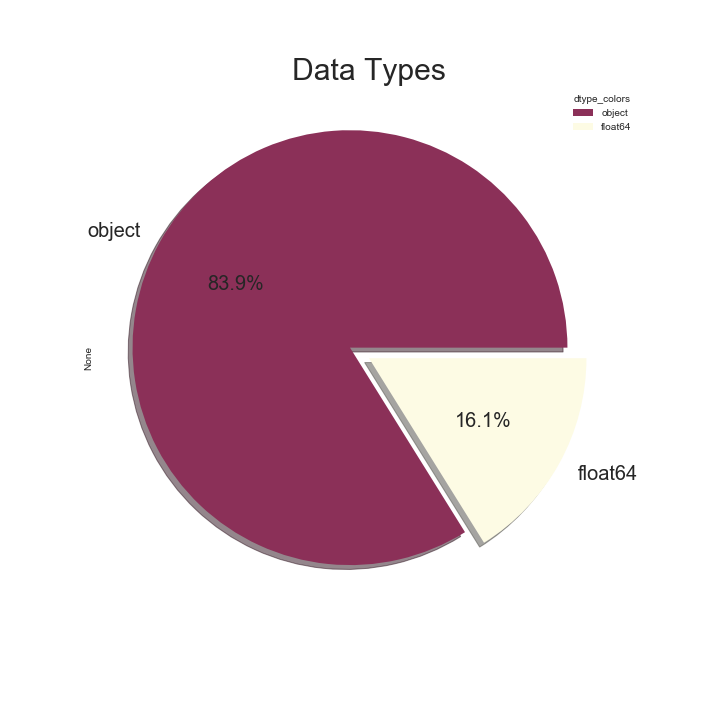 Data Types
dtype_colors
object
float64
object
83.9%
None
16.1%
float64